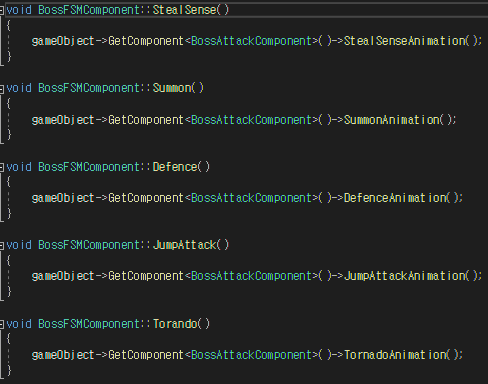 void BossFSMComponent::StealSense()
{
gameObject->GetComponent<BossAttackComponent>()->StealSenseAnimation();
}
void BossFSMComponent::Summon()
{
gameObject->GetComponent<BossAttackComponent>()->SummonAnimation();
}
void BossFSMComponent::Defence()
{
gameObject->GetComponent<BossAttackComponent>()->DefenceAnimation();
}
void BossFSMComponent::JumpAttack()
{
gameObject->GetComponent<BossAttackComponent>()->JumpAttackAnimation();
}
void BossFSMComponent::Torando()
{
gameObject->GetComponent<BossAttackComponent>()->TornadoAnimation();
}